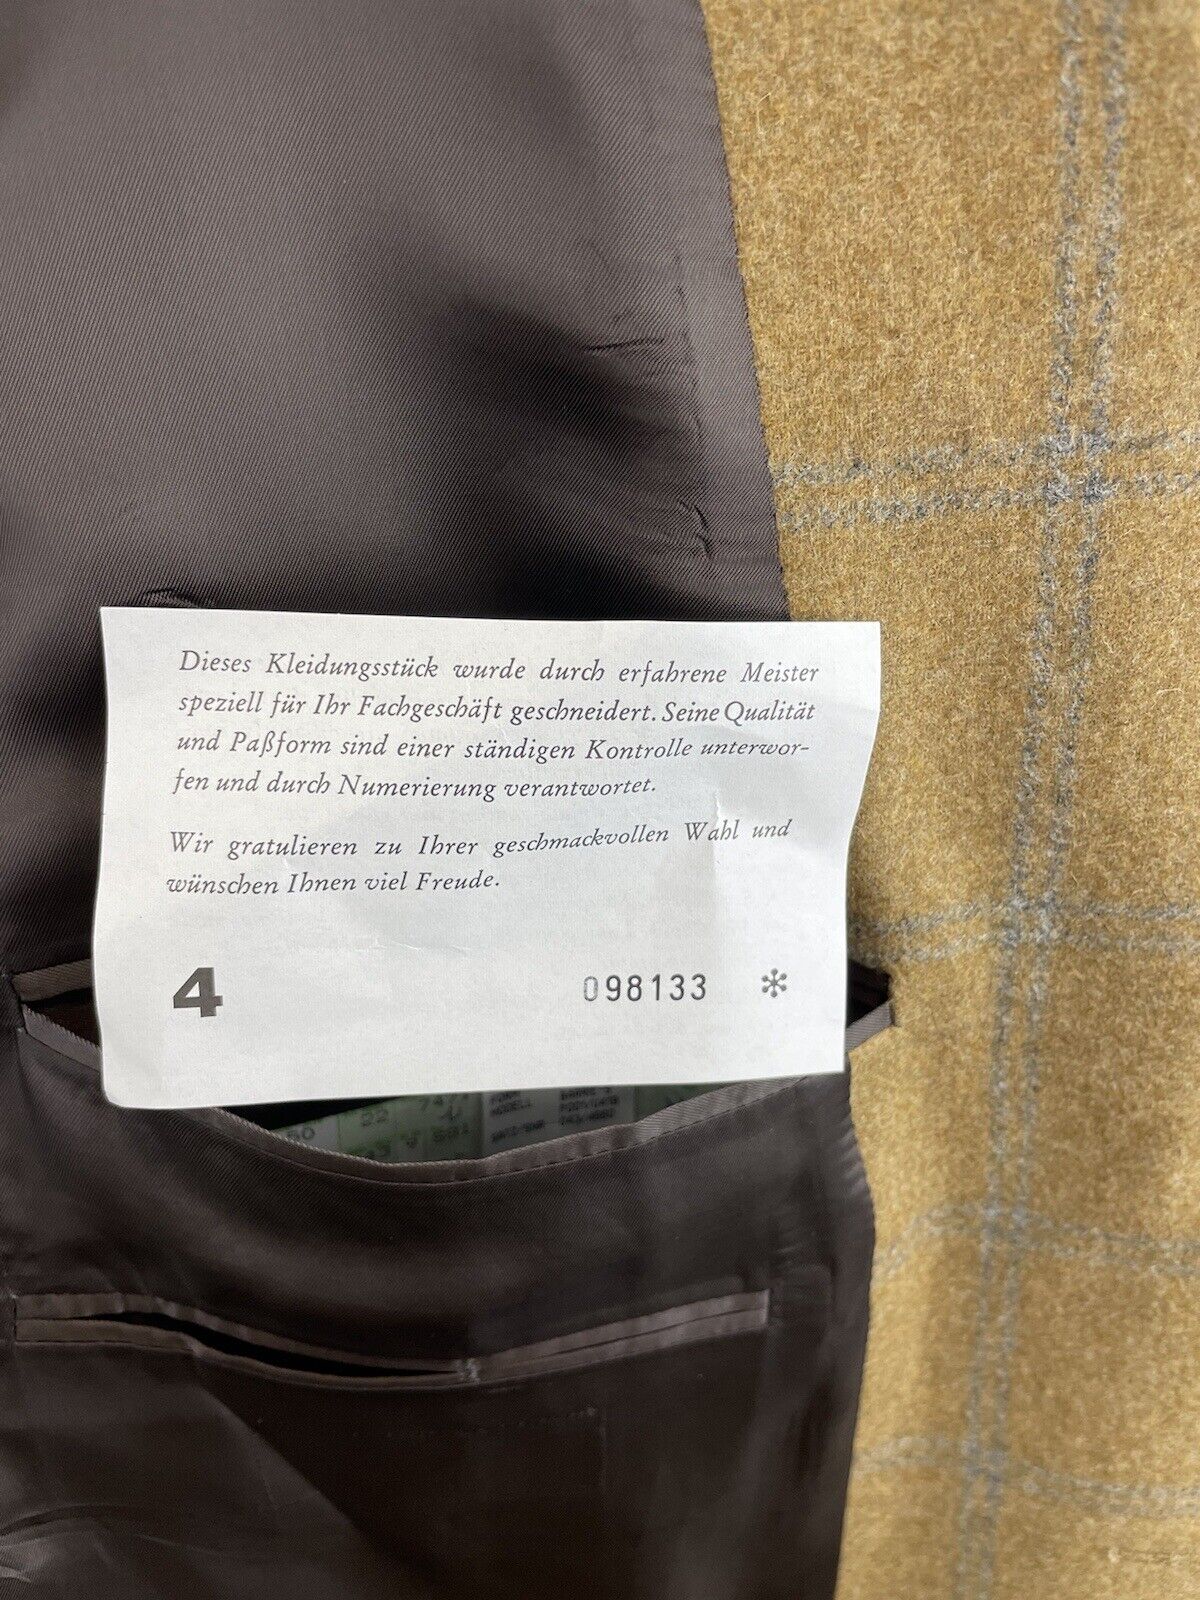 Dieses Kleidungsstück wurde durch erfahrene Meister
speziell für Ihr Fachgeschäft geschneidert. Seine Qualität
und Paßform sind einer ständigen Kontrolle unterwor-
fen und durch Numerierung verantwortet.
Wir gratulieren zu Ihrer geschmackvollen Wahl und
wünschen Ihnen viel Freude.
4 098133 *
22
MODELL